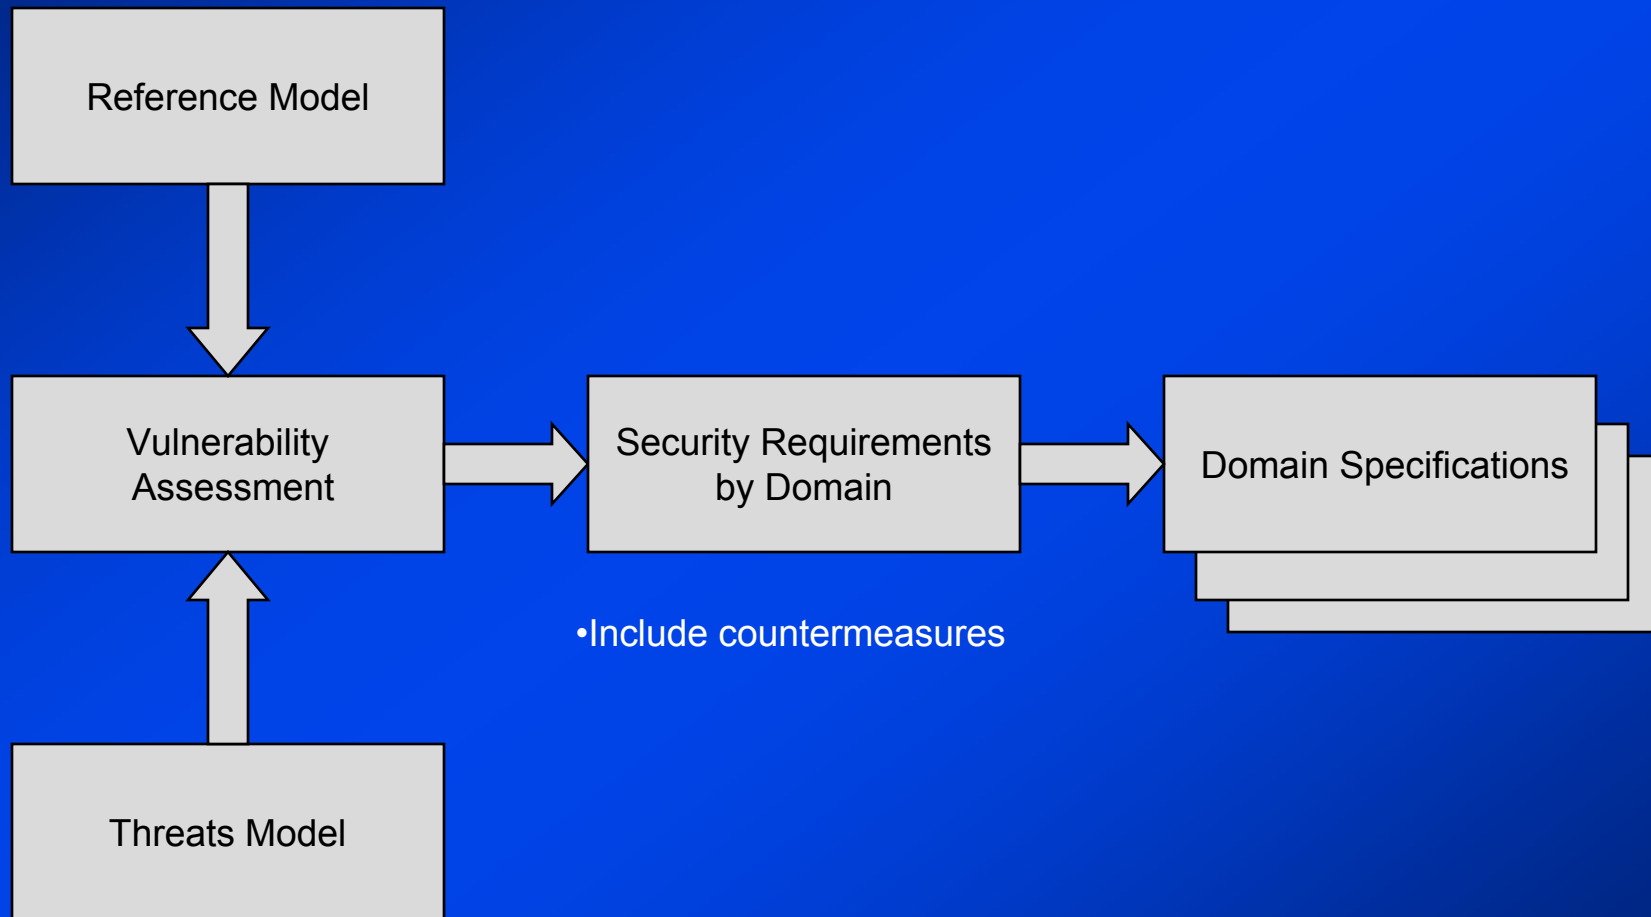 Reference Model
Vulnerability
Assessment
Security Requirements
by Domain
Domain Specifications
•Include countermeasures
Threats Model